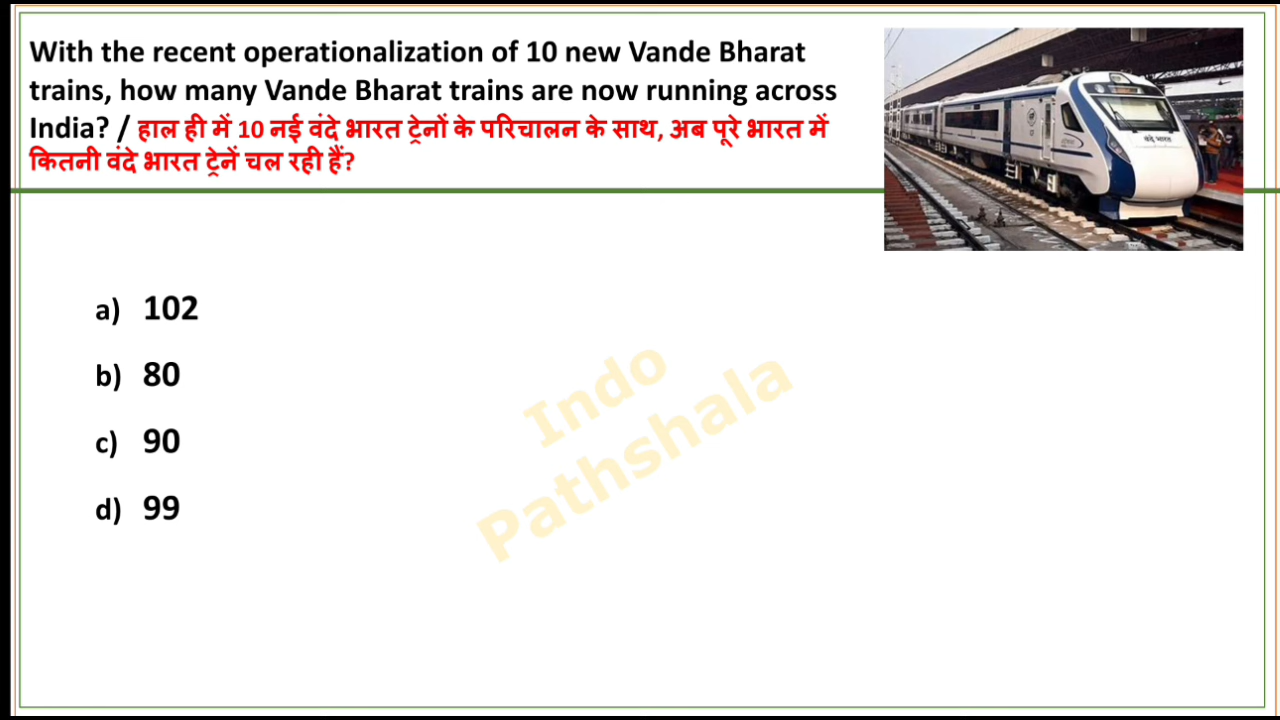 With the recent operationalization of 10 new Vande Bharat
trains, how many Vande Bharat trains are now running across
India? / हाल ही में 10 नई वंदे भारत ट्रेनों के परिचालन के साथ, अब पूरे भारत में
कितनी वंदे भारत ट्रेनें चल रही हैं?
वंदे भारत
a) 102
b) 80
c) 90
d) 99
Indo
Pathshala